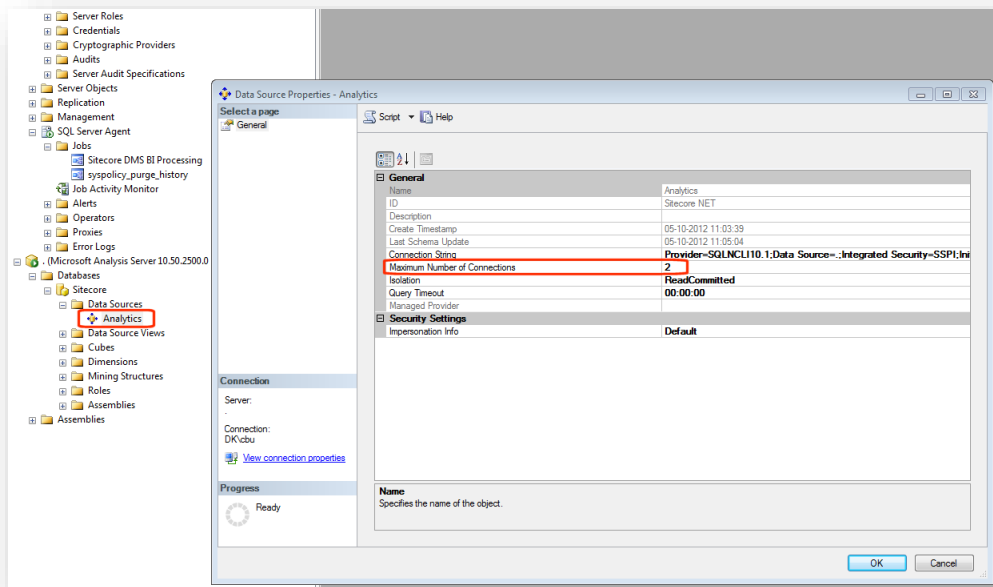 Server Roles
Credentials
Cryptographic Providers
Audits
Server Audit Specifications
Server Objects
Replication
Management
SQL Server Agent
Jobs
Sitecore DMS BI Processing
syspolicy_purge_history
Job Activity Monitor
Alerts
Operators
Proxies
Error Logs
. (Microsoft Analysis Server 10.50.2500.0
Databases
Sitecore
Data Sources
Analytics
Data Source Views
Cubes
Dimensions
Mining Structures
Roles
Assemblies
Assemblies
Data Source Properties - Analytics
Select a page
General
Script Help
General
Name Analytics
ID Sitecore NET
Description
Create Timestamp 05-10-2012 11:03:39
Last Schema Update 05-10-2012 11:05:04
Connection String Provider=SQLNCLI10.1;Data Source=.;Integrated Security=SSPI;Ini
Maximum Number of Connections 2
Isolation ReadCommitted
Query Timeout 00:00:00
Managed Provider
Security Settings
Impersonation Info Default
Connection
Server:
.
Connection:
DK\cbu
View connection properties
Progress
Ready
Name
Specifies the name of the object.
OK Cancel